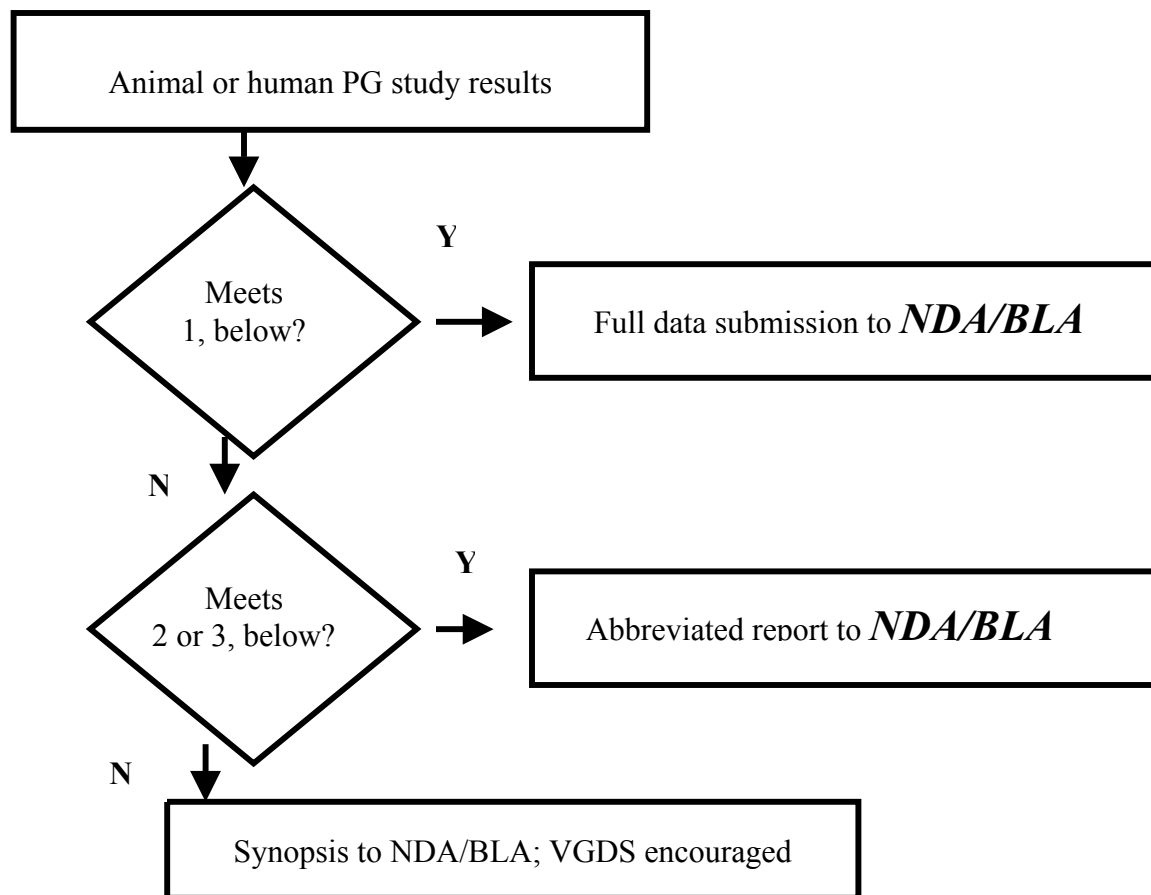 Animal or human PG study results
Y
Meets
1, below?
Full data submission to NDA/BLA
N
Y
Meets
2 or 3, below?
Abbreviated report to NDA/BLA
N
Synopsis to NDA/BLA; VGDS encouraged